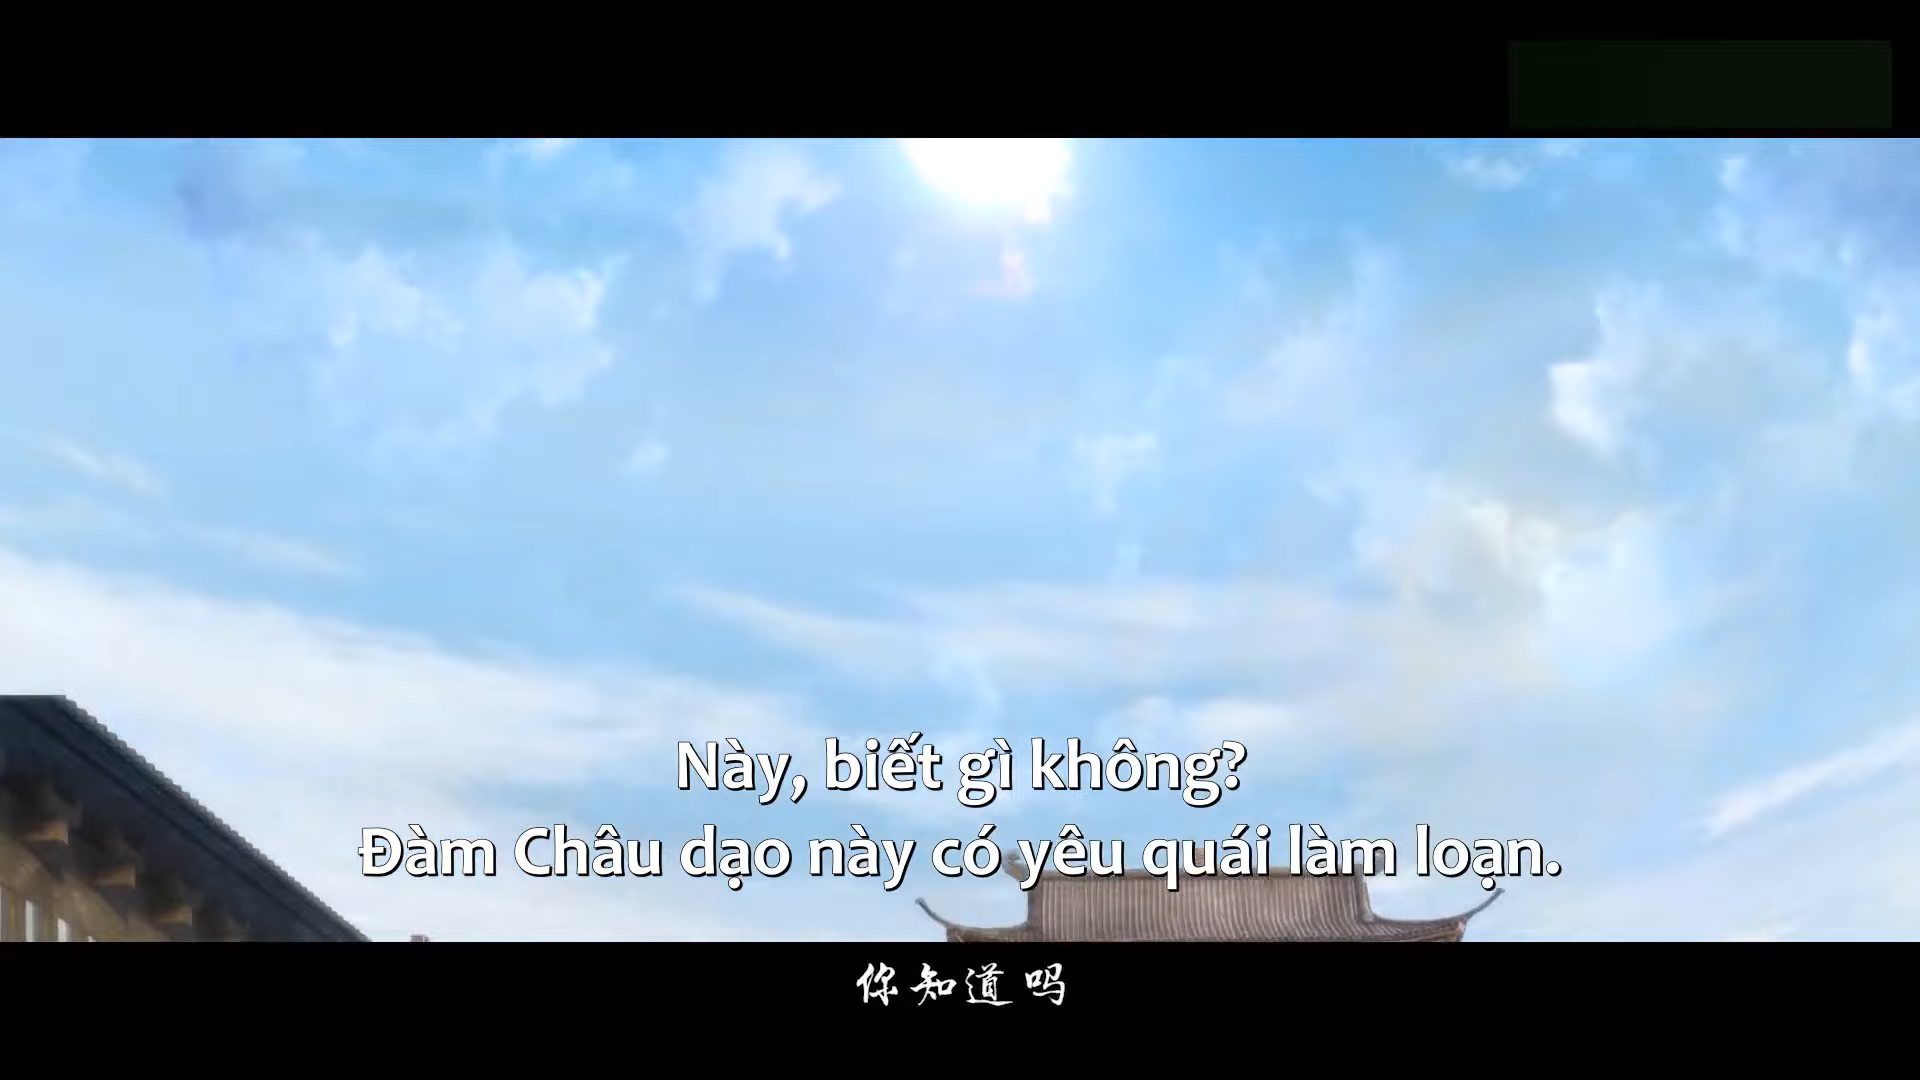 Này, biết gì không?
Đàm Châu dạo này có yêu quái làm loạn.
你知道吗